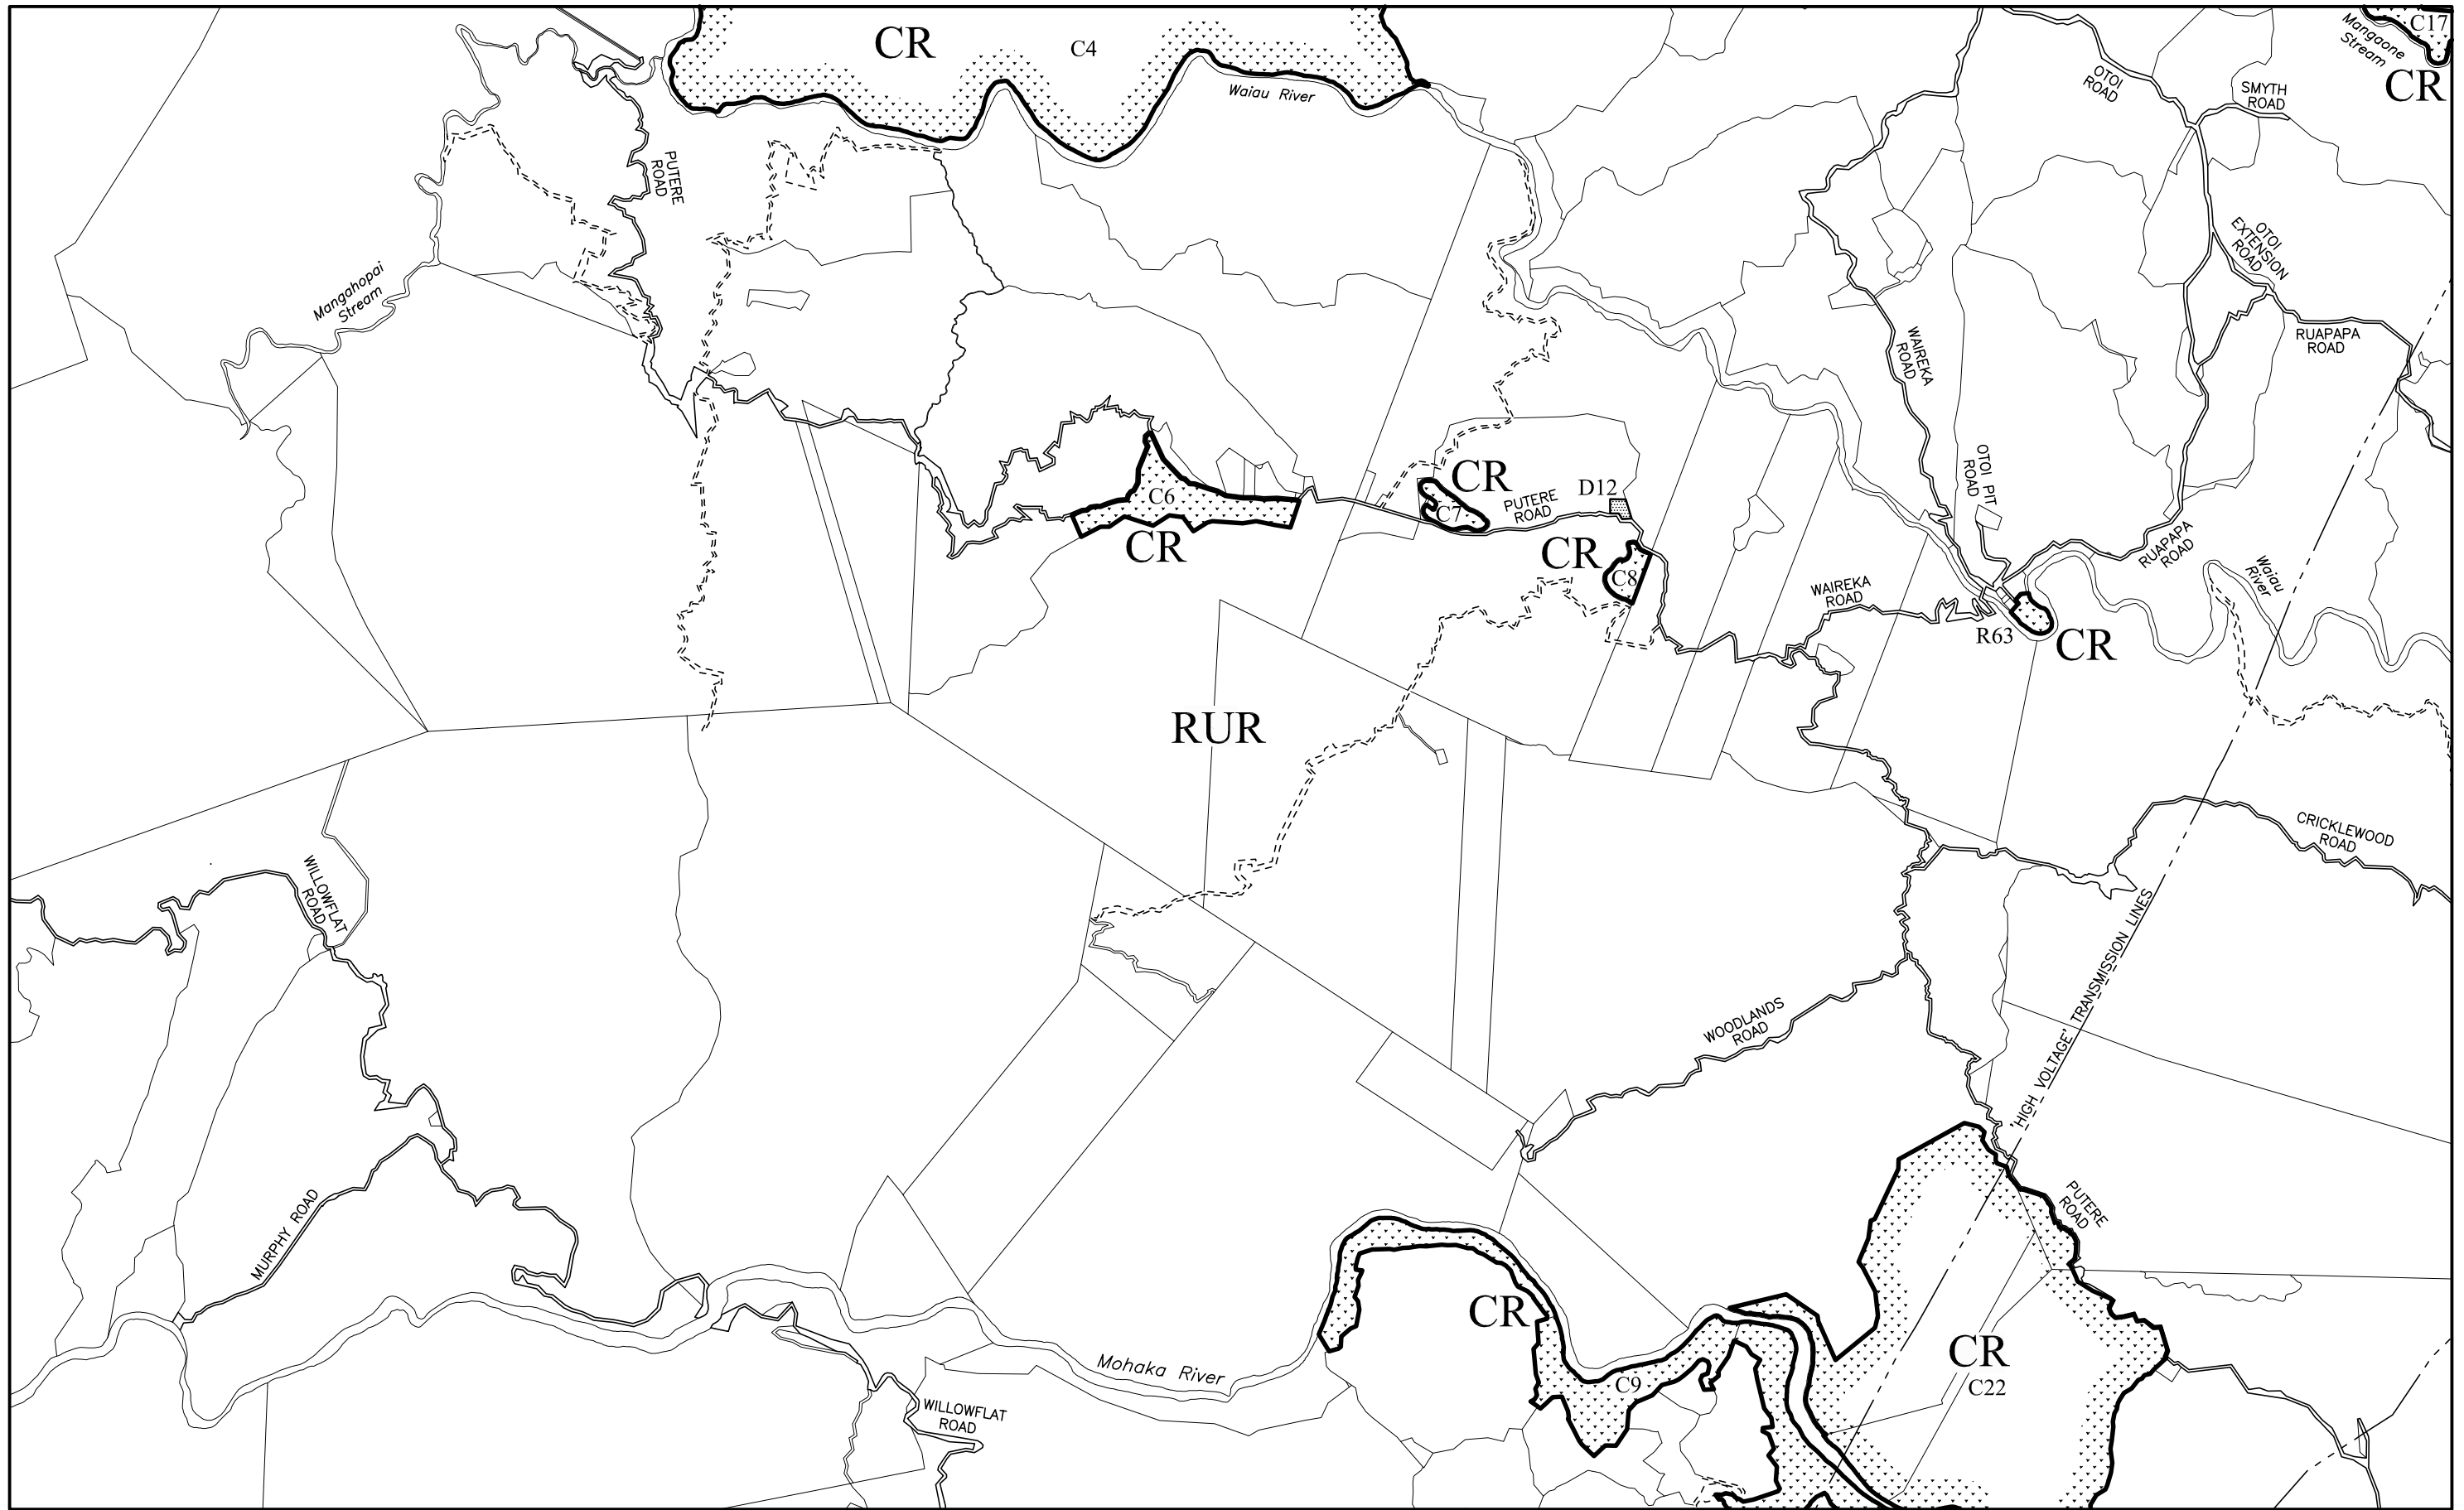 CR
C4
Waiau River
Mangaone
Stream
C17
CR
OTOI
ROAD
SMYTH
ROAD
PUTERE
ROAD
OTOI
EXTENSION
ROAD
Mangahopai
Stream
WAIREKA
ROAD
RUAPAPA
ROAD
CR
C6
CR
C7
PUTERE
ROAD
D12
OTOI PIT
ROAD
CR
C8
RUAPAPA
ROAD
Waiau
River
WAIREKA
ROAD
R63
CR
RUR
CRICKLEWOOD
ROAD
WILLOWFLAT
ROAD
'HIGH VOLTAGE' TRANSMISSION LINES
WOODLANDS
ROAD
MURPHY ROAD
PUTERE
ROAD
CR
Mohaka River
C9
CR
C22
WILLOWFLAT
ROAD